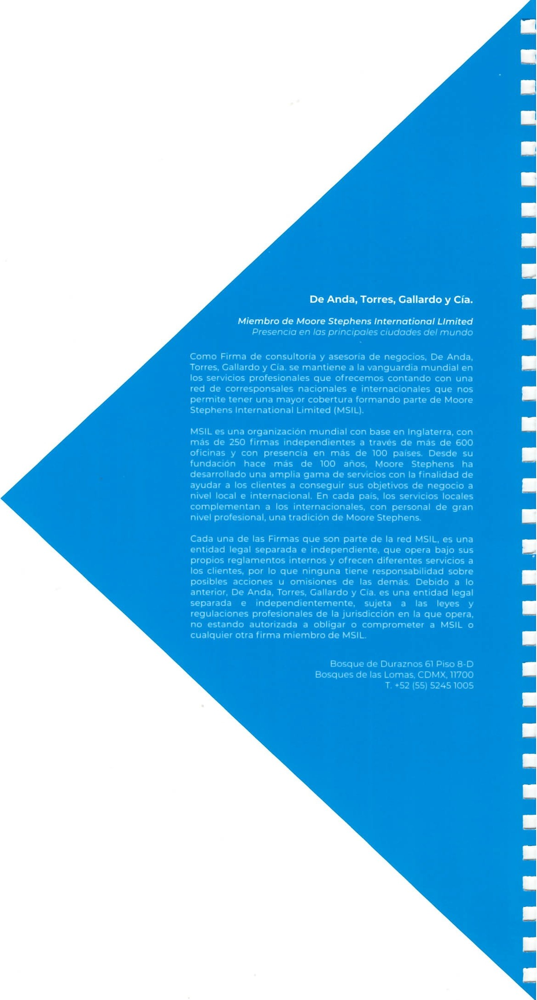 De Anda, Torres, Gallardo y Cía.
Miembro de Moore Stephens International LImited
Presencia en las principales ciudades del mundo
Como Firma de consultoría y asesoría de negocios, De Anda,
Torres, Gallardo y Cía. se mantiene a la vanguardia mundial en
los servicios profesionales que ofrecemos contando con una
red de corresponsales nacionales e internacionales que nos
permite tener una mayor cobertura formando parte de Moore
Stephens International Limited (MSIL).
MSIL es una organización mundial con base en Inglaterra, con
más de 250 firmas independientes a través de más de 600
oficinas y con presencia en más de 100 países. Desde su
fundación hace más de 100 años, Moore Stephens ha
desarrollado una amplia gama de servicios con la finalidad de
ayudar a los clientes a conseguir sus objetivos de negocio a
nivel local e internacional. En cada país, los servicios locales
complementan a los internacionales, con personal de gran
nivel profesional, una tradición de Moore Stephens.
Cada una de las Firmas que son parte de la red MSIL, es una
entidad legal separada e independiente, que opera bajo sus
propios reglamentos internos y ofrecen diferentes servicios a
los clientes, por lo que ninguna tiene responsabilidad sobre
posibles acciones u omisiones de las demás. Debido a lo
anterior, De Anda, Torres, Gallardo y Cía. es una entidad legal
separada e independientemente, sujeta a las leyes y
regulaciones profesionales de la jurisdicción en la que opera,
no estando autorizada a obligar o comprometer a MSIL o
cualquier otra firma miembro de MSIL.
Bosque de Duraznos 61 Piso 8-D
Bosques de las Lomas, CDMX, 11700
T. +52 (55) 5245 1005